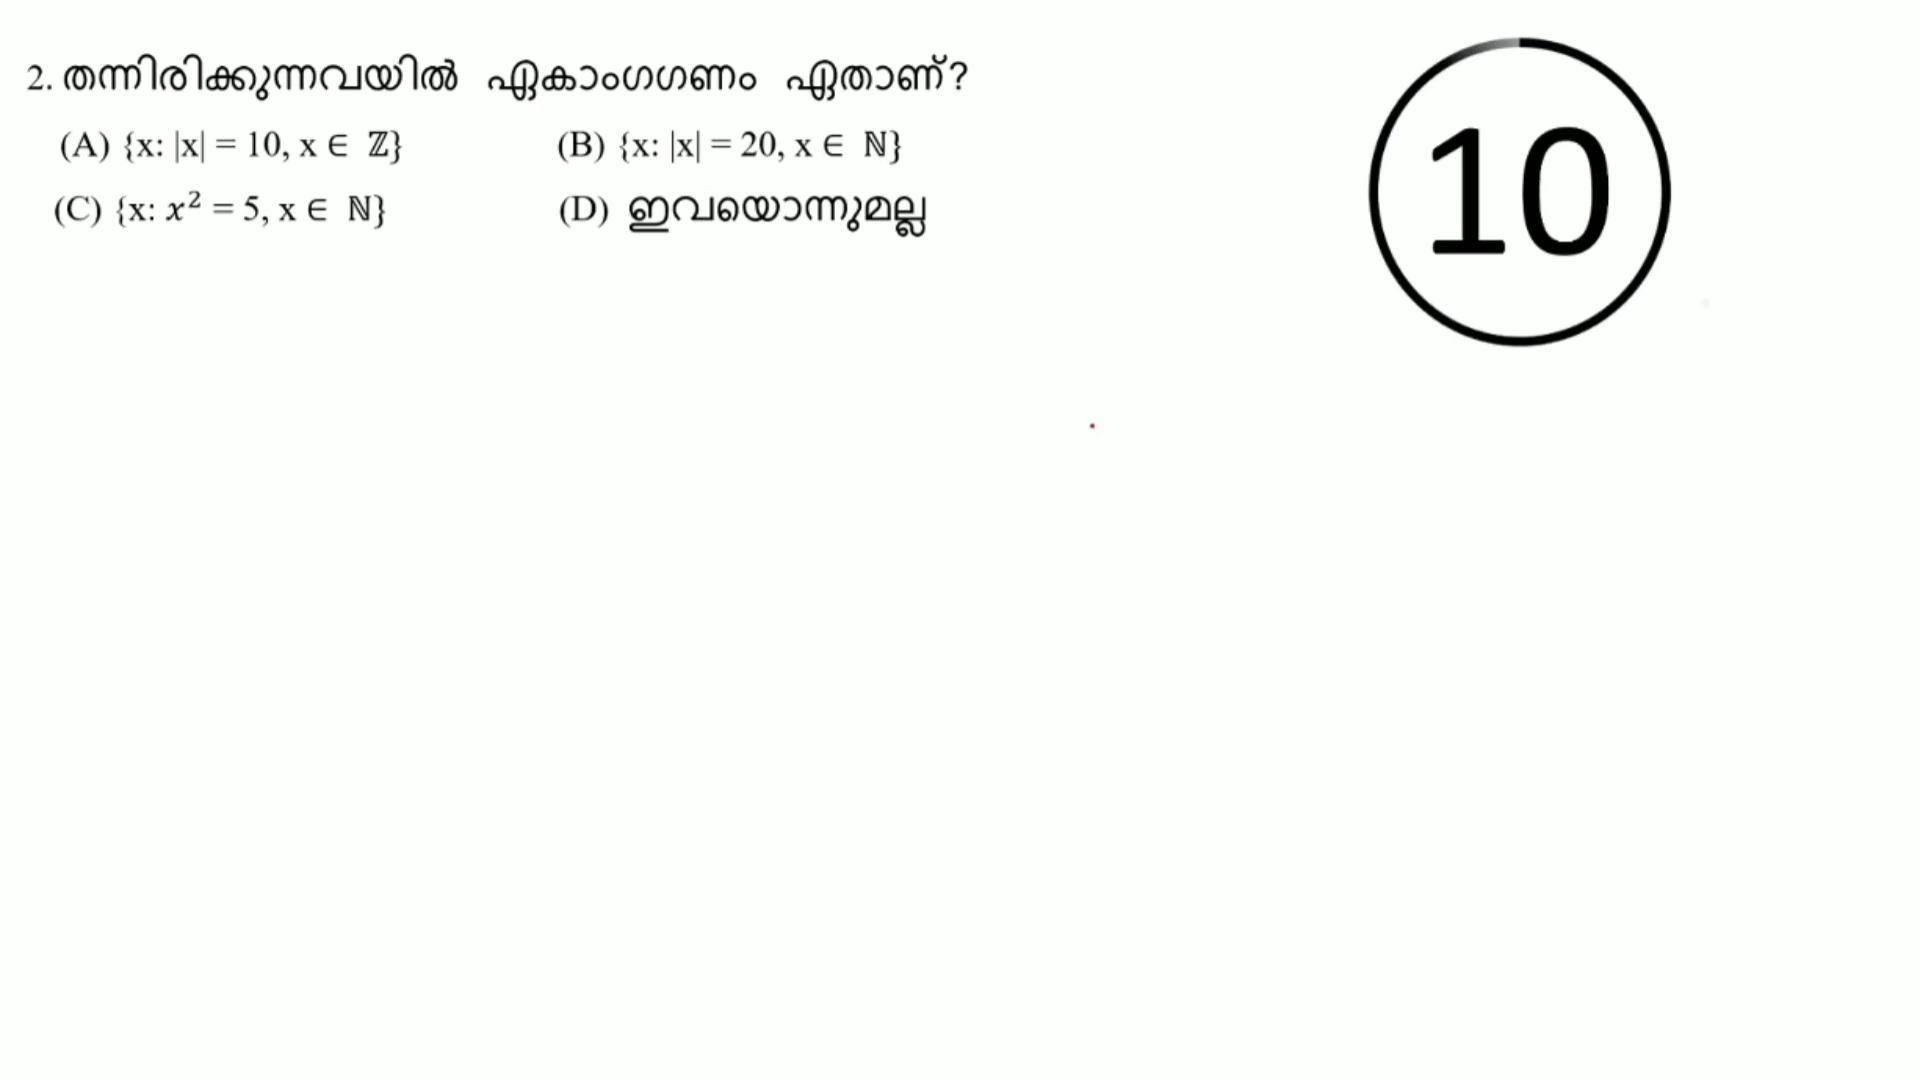 2. തന്നിരിക്കുന്നവയിൽ ഏകാംഗഗണം ഏതാണ്?
(A) {x: |x| = 10, x ∈ ℤ} (B) {x: |x| = 20, x ∈ ℕ}
(C) {x: x² = 5, x ∈ ℕ} (D) ഇവയൊന്നുമല്ല
10